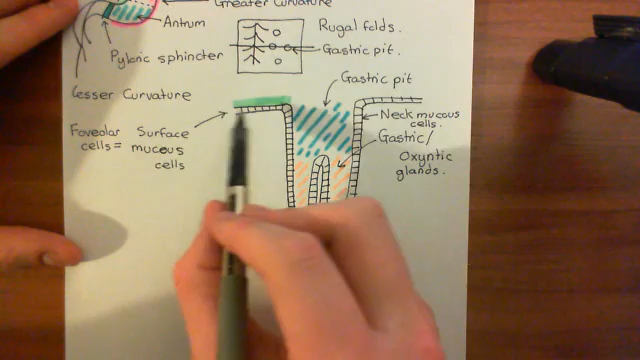 Greater Curvature
Antrum
Pyloric sphincter
Lesser Curvature
Rugal folds.
Gastric pit.
Gastric pit
Foveolar Surface
cells = mucous
cells
Neck mucous
cells.
Gastric/
Oxyntic
glands.